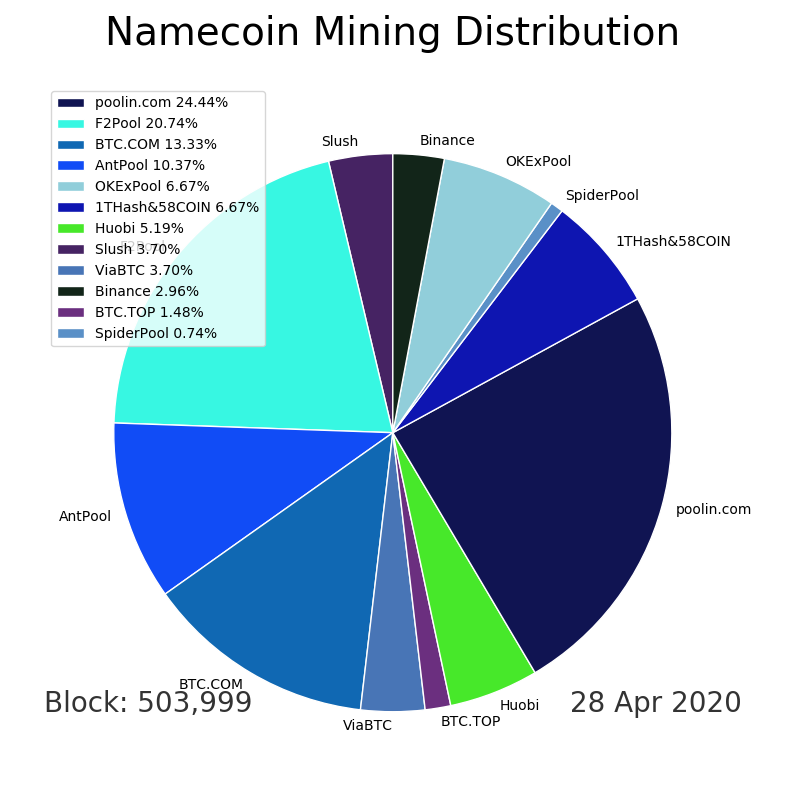 Namecoin Mining Distribution
poolin.com 24.44%
F2Pool 20.74%
BTC.COM 13.33%
AntPool 10.37%
OKExPool 6.67%
1THash&58COIN 6.67%
Huobi 5.19%
Slush 3.70%
ViaBTC 3.70%
Binance 2.96%
BTC.TOP 1.48%
SpiderPool 0.74%
Slush
Binance
OKExPool
SpiderPool
1THash&58COIN
F2Pool
poolin.com
AntPool
BTC.COM
Huobi
BTC.TOP
ViaBTC
Block: 503,999
28 Apr 2020